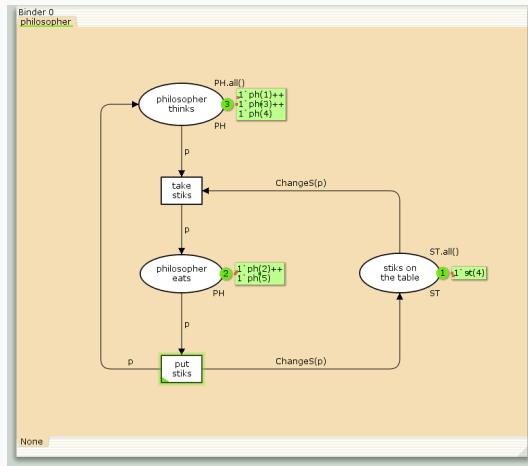 Binder 0
philosopher
PH.all()
philosopher
thinks
3
1`ph(1)++
1`ph(3)++
1`ph(4)
PH
p
take
stiks
ChangeS(p)
p
ST.all()
philosopher
eats
2
1`ph(2)++
1`ph(5)
PH
stiks on
the table
1
1`st(4)
ST
p
p
put
stiks
ChangeS(p)
None